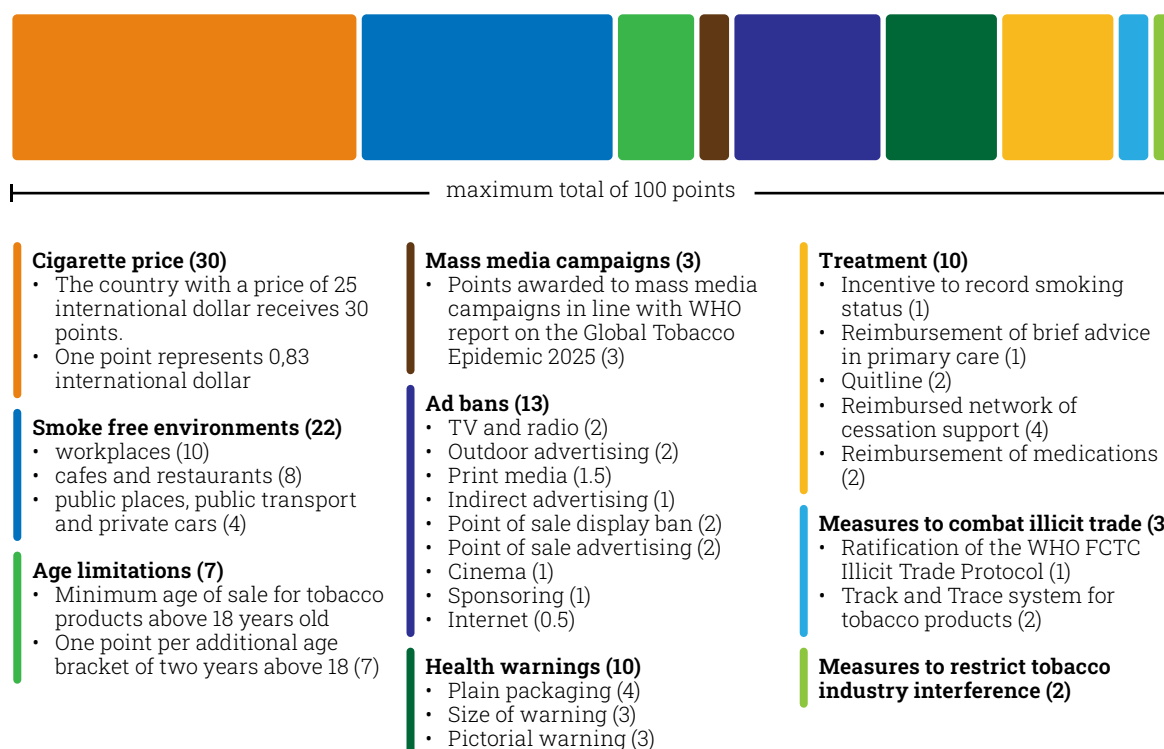 maximum total of 100 points
Cigarette price (30)
• The country with a price of 25
international dollar receives 30
points.
• One point represents 0,83
international dollar
Smoke free environments (22)
• workplaces (10)
• cafes and restaurants (8)
• public places, public transport
and private cars (4)
Age limitations (7)
• Minimum age of sale for tobacco
products above 18 years old
• One point per additional age
bracket of two years above 18 (7)
Mass media campaigns (3)
• Points awarded to mass media
campaigns in line with WHO
report on the Global Tobacco
Epidemic 2025 (3)
Ad bans (13)
• TV and radio (2)
• Outdoor advertising (2)
• Print media (1.5)
• Indirect advertising (1)
• Point of sale display ban (2)
• Point of sale advertising (2)
• Cinema (1)
• Sponsoring (1)
• Internet (0.5)
Health warnings (10)
• Plain packaging (4)
• Size of warning (3)
• Pictorial warning (3)
Treatment (10)
• Incentive to record smoking
status (1)
• Reimbursement of brief advice
in primary care (1)
• Quitline (2)
• Reimbursed network of
cessation support (4)
• Reimbursement of medications
(2)
Measures to combat illicit trade (3
• Ratification of the WHO FCTC
Illicit Trade Protocol (1)
• Track and Trace system for
tobacco products (2)
Measures to restrict tobacco
industry interference (2)